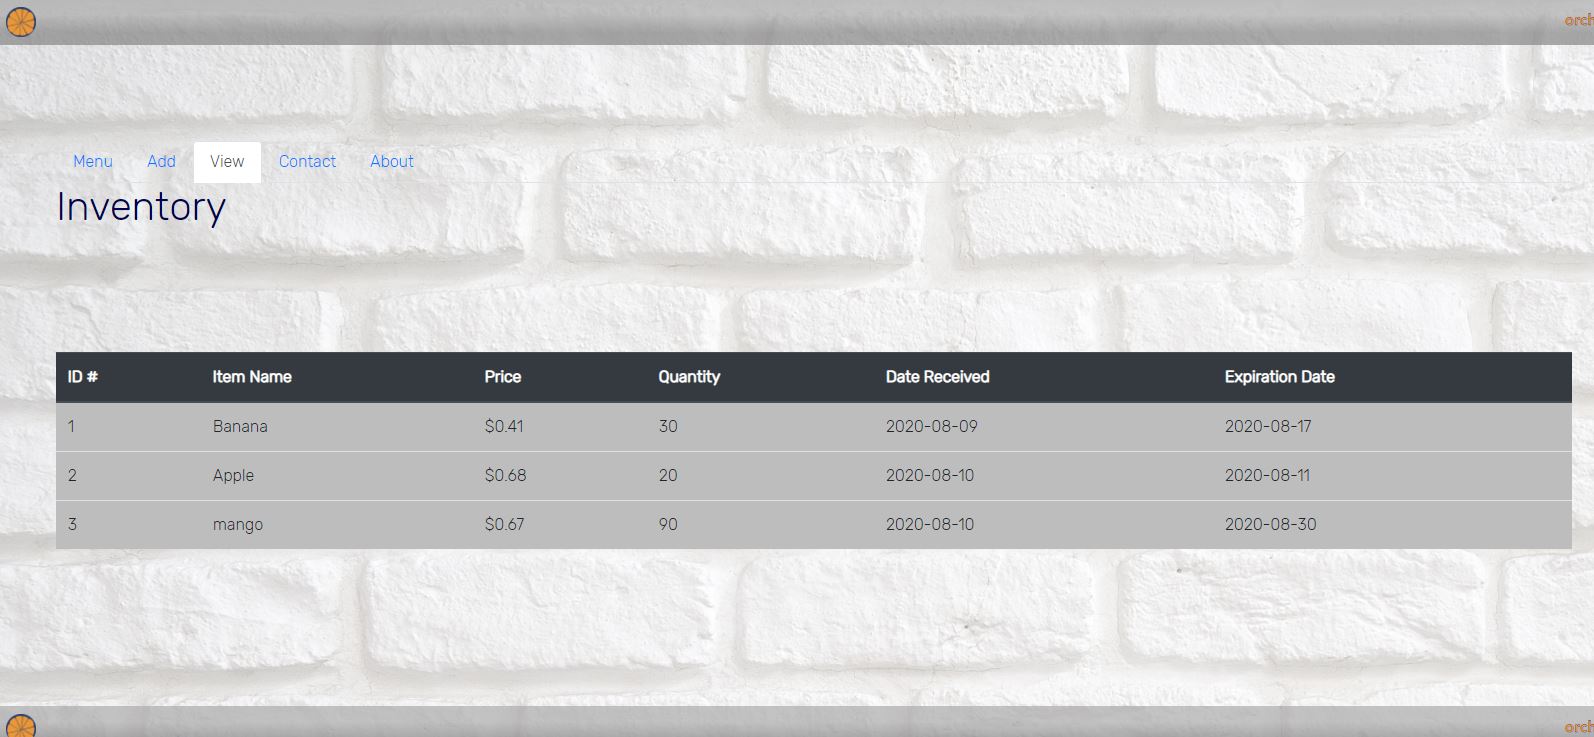 orch
Menu Add View Contact About
Inventory
ID # Item Name Price Quantity Date Received Expiration Date
1 Banana $0.41 30 2020-08-09 2020-08-17
2 Apple $0.68 20 2020-08-10 2020-08-11
3 mango $0.67 90 2020-08-10 2020-08-30
orch